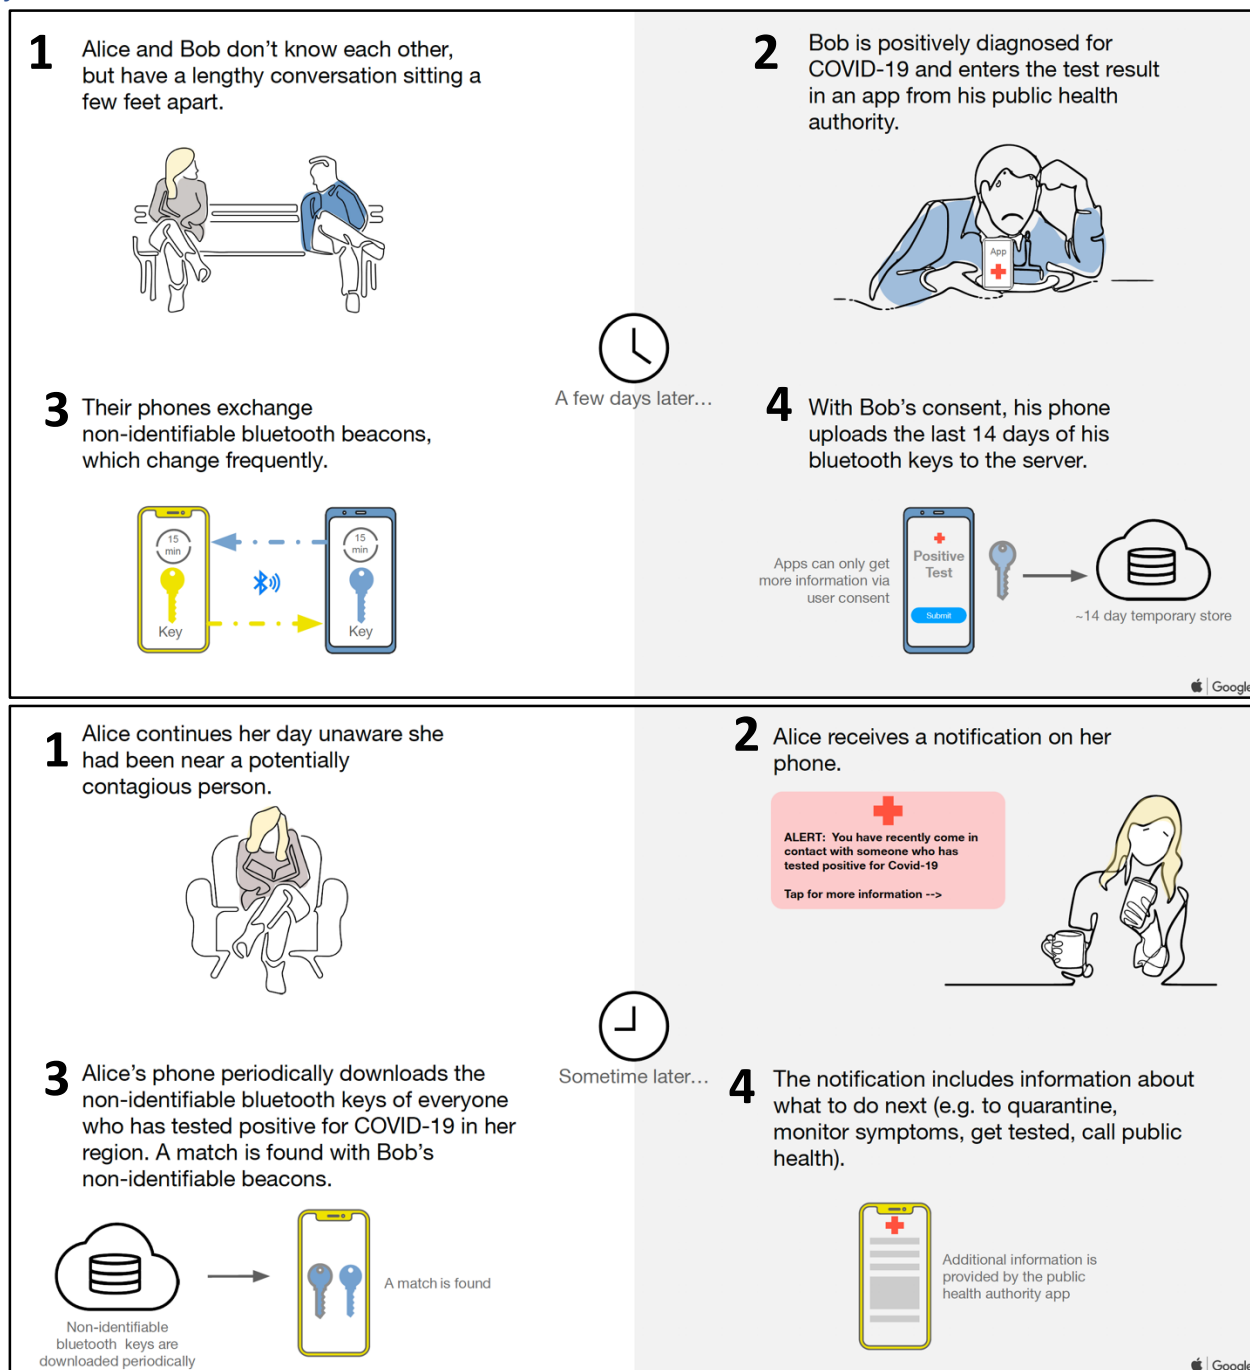 1
Alice and Bob don't know each other,
but have a lengthy conversation sitting a
few feet apart.
2
Bob is positively diagnosed for
COVID-19 and enters the test result
in an app from his public health
authority.
App
A few days later...
3
Their phones exchange
non-identifiable bluetooth beacons,
which change frequently.
15
min
Key
15
min
Key
4
With Bob's consent, his phone
uploads the last 14 days of his
bluetooth keys to the server.
Apps can only get
more information via
user consent
Positive
Test
Submit
~14 day temporary store
Google
1
Alice continues her day unaware she
had been near a potentially
contagious person.
2
Alice receives a notification on her
phone.
ALERT: You have recently come in
contact with someone who has
tested positive for Covid-19
Tap for more information -->
Sometime later...
3
Alice's phone periodically downloads the
non-identifiable bluetooth keys of everyone
who has tested positive for COVID-19 in her
region. A match is found with Bob's
non-identifiable beacons.
A match is found
Non-identifiable
bluetooth keys are
downloaded periodically
4
The notification includes information about
what to do next (e.g. to quarantine,
monitor symptoms, get tested, call public
health).
Additional information is
provided by the public
health authority app
Google